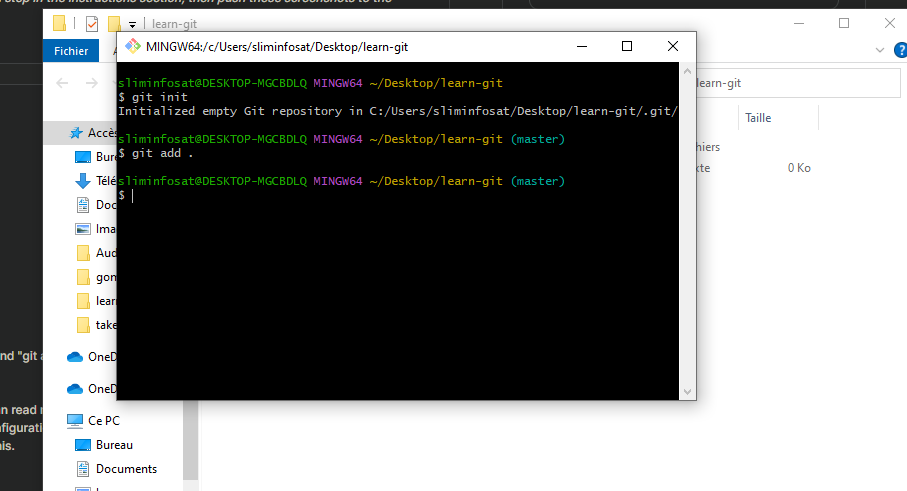 stop in the instructions section, then push these screenshots to the
learn-git
Fichier
MINGW64:/c/Users/sliminfosat/Desktop/learn-git
sliminfosat@DESKTOP-MGCBDLQ MINGW64 ~/Desktop/learn-git
$ git init
Initialized empty Git repository in C:/Users/sliminfosat/Desktop/learn-git/.git/
sliminfosat@DESKTOP-MGCBDLQ MINGW64 ~/Desktop/learn-git (master)
$ git add .
sliminfosat@DESKTOP-MGCBDLQ MINGW64 ~/Desktop/learn-git (master)
$
learn-git
Taille
hiers
xte
0 Ko
Accès
Bure
Télé
Doc
Ima
Aud
gon
learn
take
OneD
OneD
Ce PC
Bureau
Documents
nd "git a
n read
figurati
his.